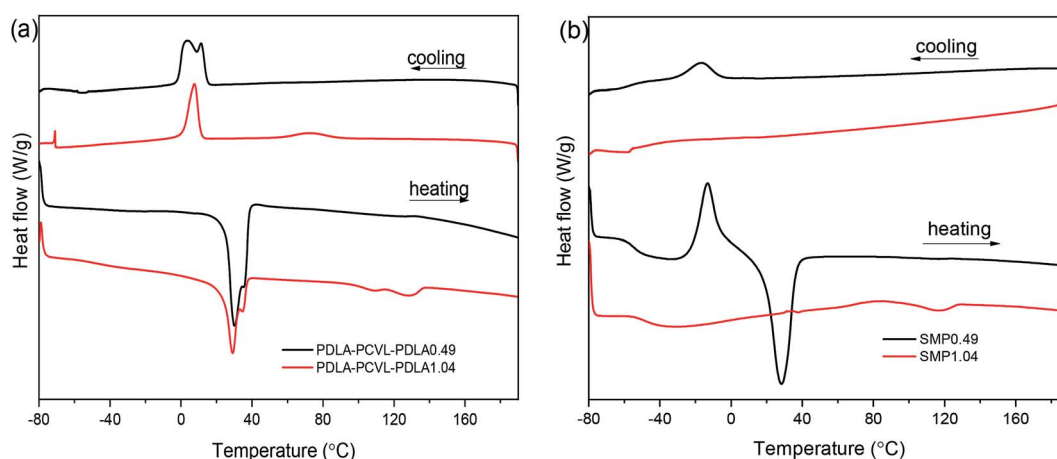 (a)
cooling
heating
Heat flow (W/g)
PDLA-PCVL-PDLA0.49
PDLA-PCVL-PDLA1.04
-80 -40 0 40 80 120 160
Temperature (°C)
(b)
cooling
heating
Heat flow (W/g)
SMP0.49
SMP1.04
-80 -40 0 40 80 120 160
Temperature (°C)